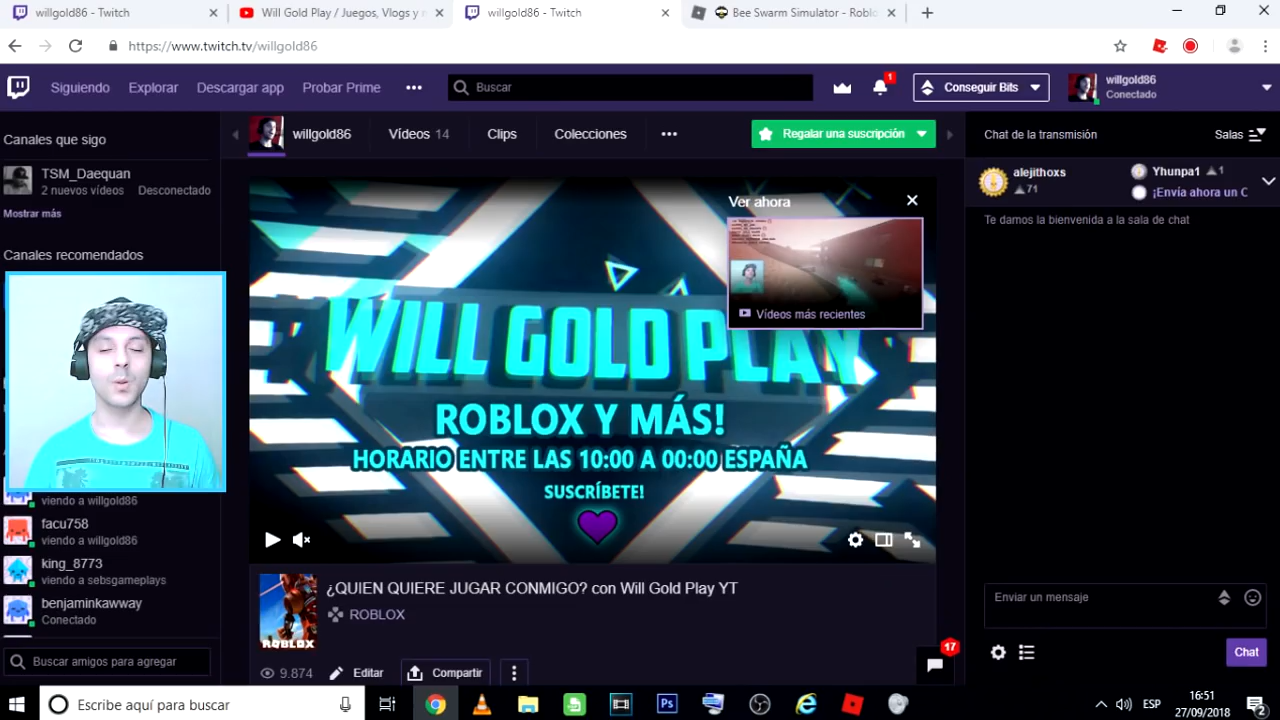 willgold86 - Twitch
Will Gold Play / Juegos, Vlogs y
willgold86 - Twitch
Bee Swarm Simulator - Roblo
https://www.twitch.tv/willgold86
Siguiendo
Explorar
Descargar app
Probar Prime
Buscar
1
Conseguir Bits
willgold86
Conectado
Canales que sigo
TSM_Daequan
2 nuevos vídeos
Desconectado
Mostrar más
Canales recomendados
viendo a willgold86
facu758
viendo a willgold86
king_8773
viendo a sebsgameplays
benjaminkawway
Conectado
Buscar amigos para agregar
willgold86
Vídeos 14
Clips
Colecciones
Regalar una suscripción
Ver ahora
Vídeos más recientes
WILL GOLD PLAY
ROBLOX Y MÁS!
HORARIO ENTRE LAS 10:00 A 00:00 ESPAÑA
SUSCRÍBETE!
ROBLOX
¿QUIEN QUIERE JUGAR CONMIGO? con Will Gold Play YT
ROBLOX
9.874
Editar
Compartir
17
Chat de la transmisión
Salas
alejithoxs
71
Yhunpa1
1
¡Envía ahora un C
Te damos la bienvenida a la sala de chat
Enviar un mensaje
Chat
Escribe aquí para buscar
Ps
ESP
16:51
27/09/2018
2